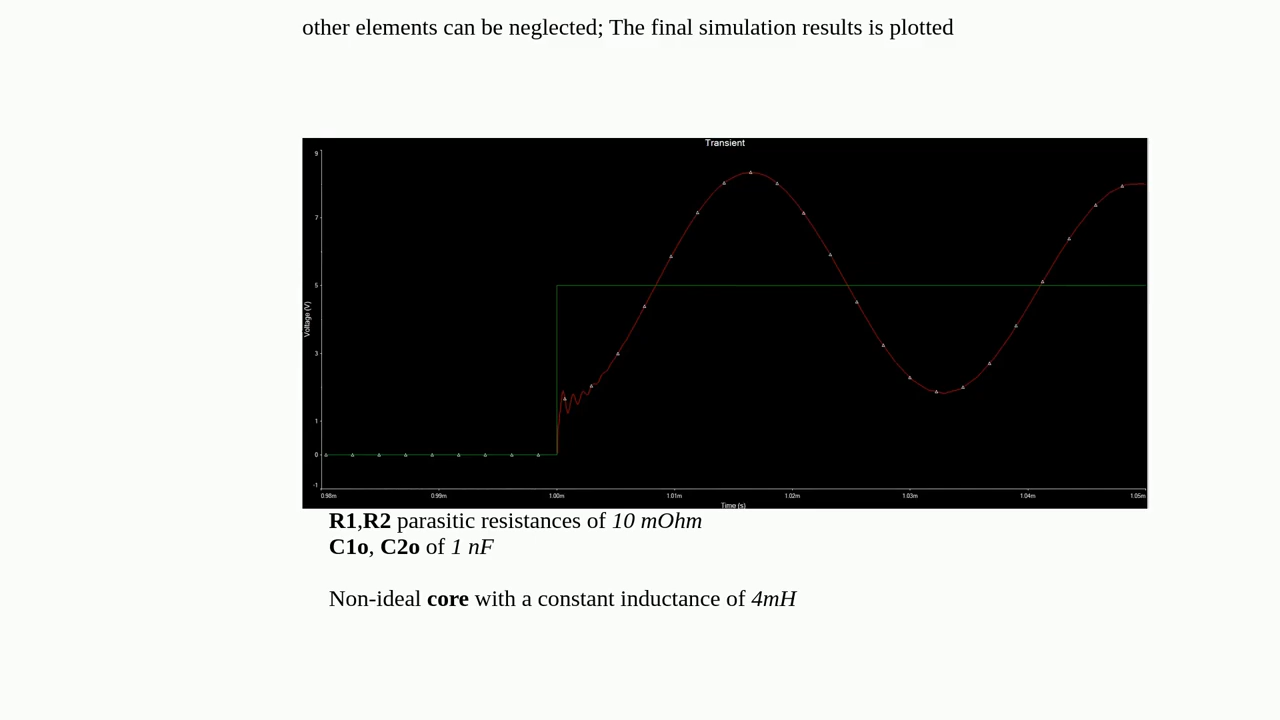 other elements can be neglected; The final simulation results is plotted
Transient
9
7
5
3
1
0
-1
Voltage (V)
0.98m 0.99m 1.00m 1.01m 1.02m 1.03m 1.04m 1.05m
Time (s)
R1,R2 parasitic resistances of 10 mOhm
C1o, C2o of 1 nF
Non-ideal core with a constant inductance of 4mH